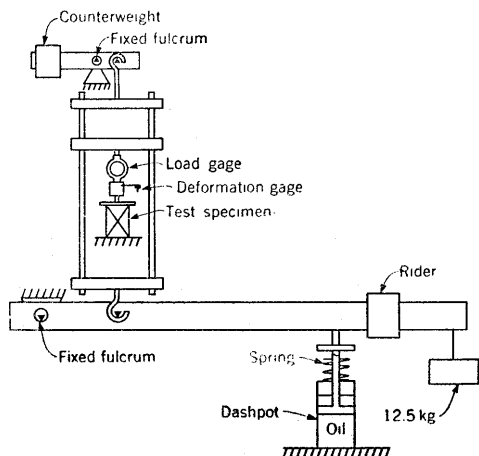 Counterweight
Fixed fulcrum
Load gage
Deformation gage
Test specimen
Rider
Fixed fulcrum
Spring
Dashpot
Oil
12.5 kg